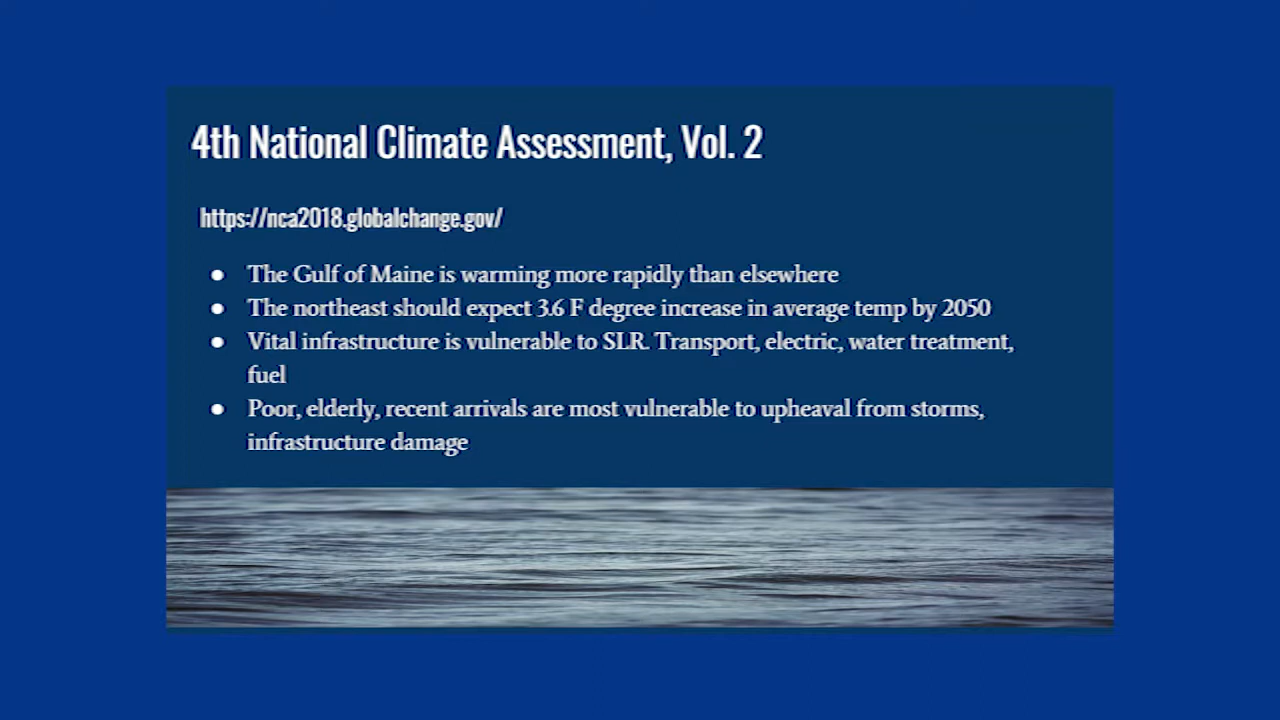 4th National Climate Assessment, Vol. 2
https://nca2018.globalchange.gov/
● The Gulf of Maine is warming more rapidly than elsewhere
● The northeast should expect 3.6 F degree increase in average temp by 2050
● Vital infrastructure is vulnerable to SLR. Transport, electric, water treatment,
fuel
● Poor, elderly, recent arrivals are most vulnerable to upheaval from storms,
infrastructure damage